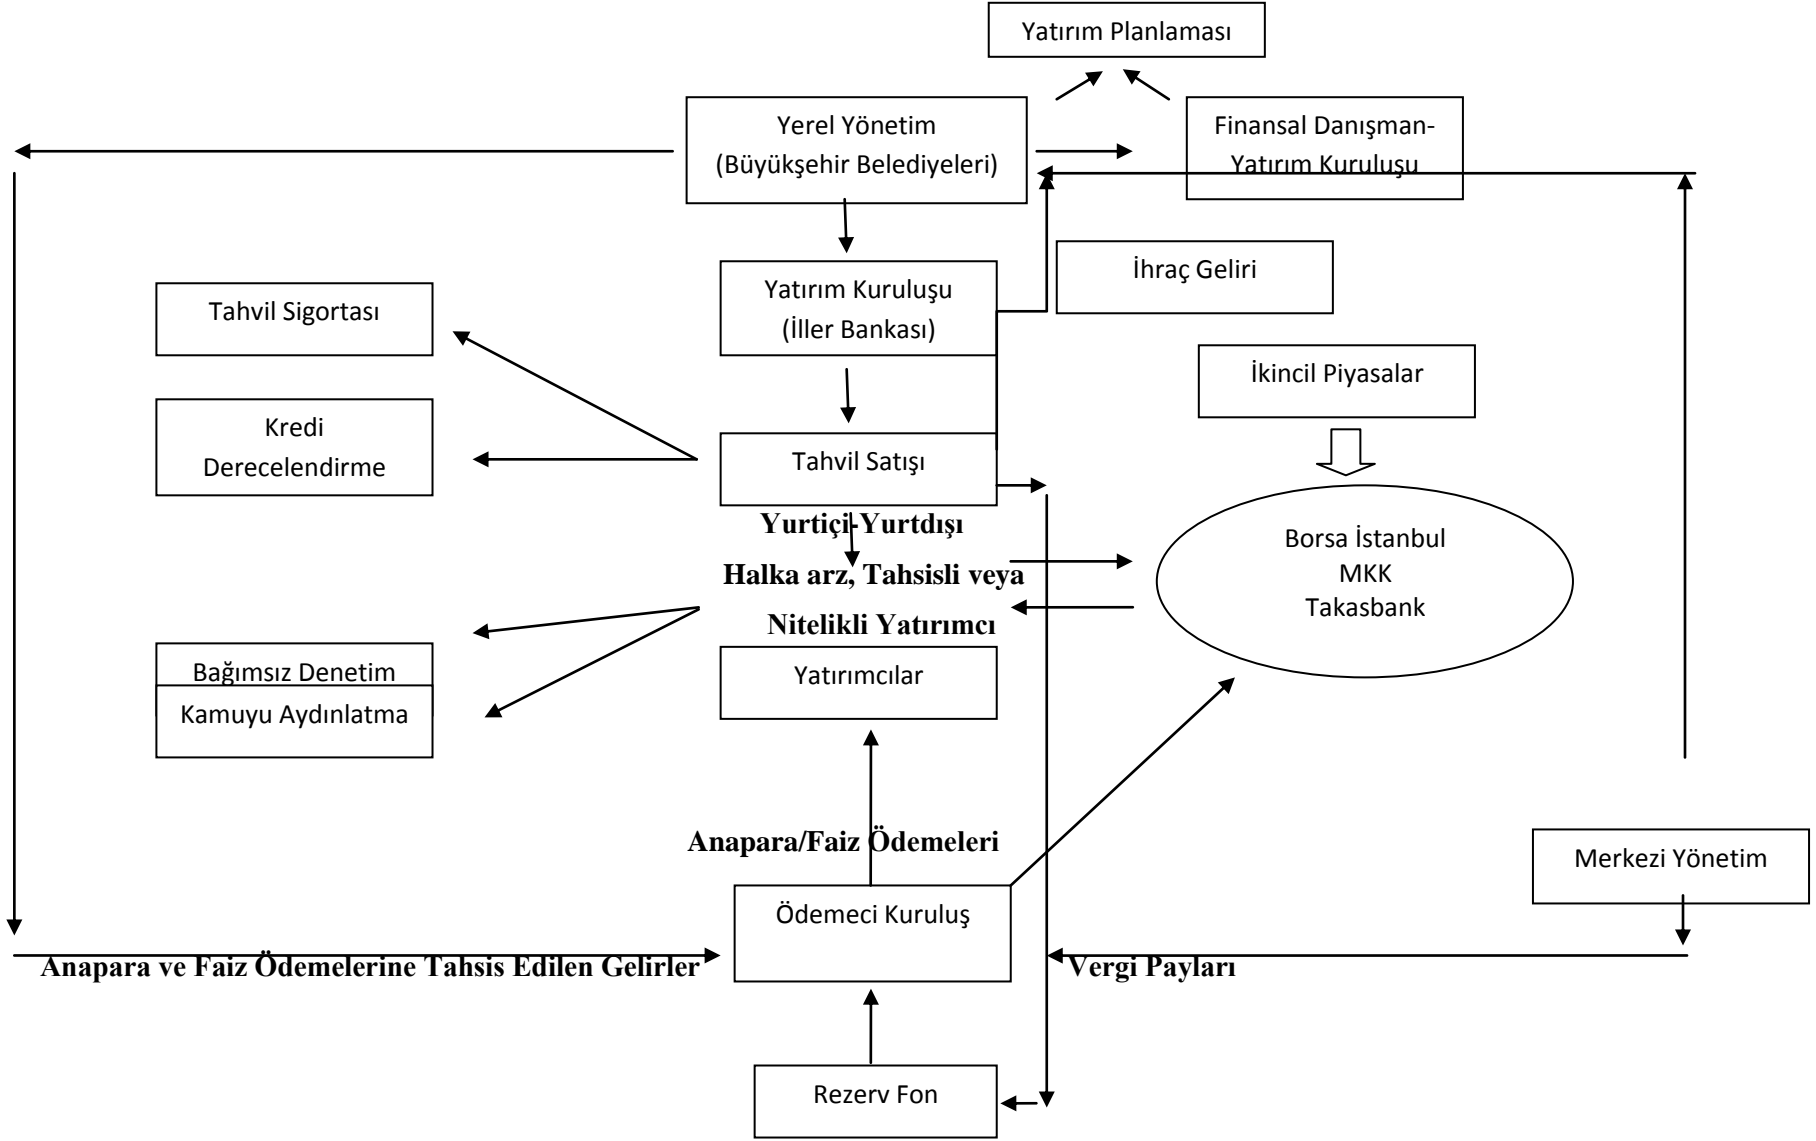 Yatırım Planlaması
Yerel Yönetim
(Büyükşehir Belediyeleri)
Finansal Danışman-
Yatırım Kuruluşu
Yatırım Kuruluşu
(İller Bankası)
İhraç Geliri
Tahvil Sigortası
İkincil Piyasalar
Kredi
Derecelendirme
Tahvil Satışı
Yurtiçi-Yurtdışı
Halka arz, Tahsisli veya
Nitelikli Yatırımcı
Borsa İstanbul
MKK
Takasbank
Bağımsız Denetim
Kamuyu Aydınlatma
Yatırımcılar
Anapara/Faiz Ödemeleri
Merkezi Yönetim
Ödemeci Kuruluş
Anapara ve Faiz Ödemelerine Tahsis Edilen Gelirler
Vergi Payları
Rezerv Fon